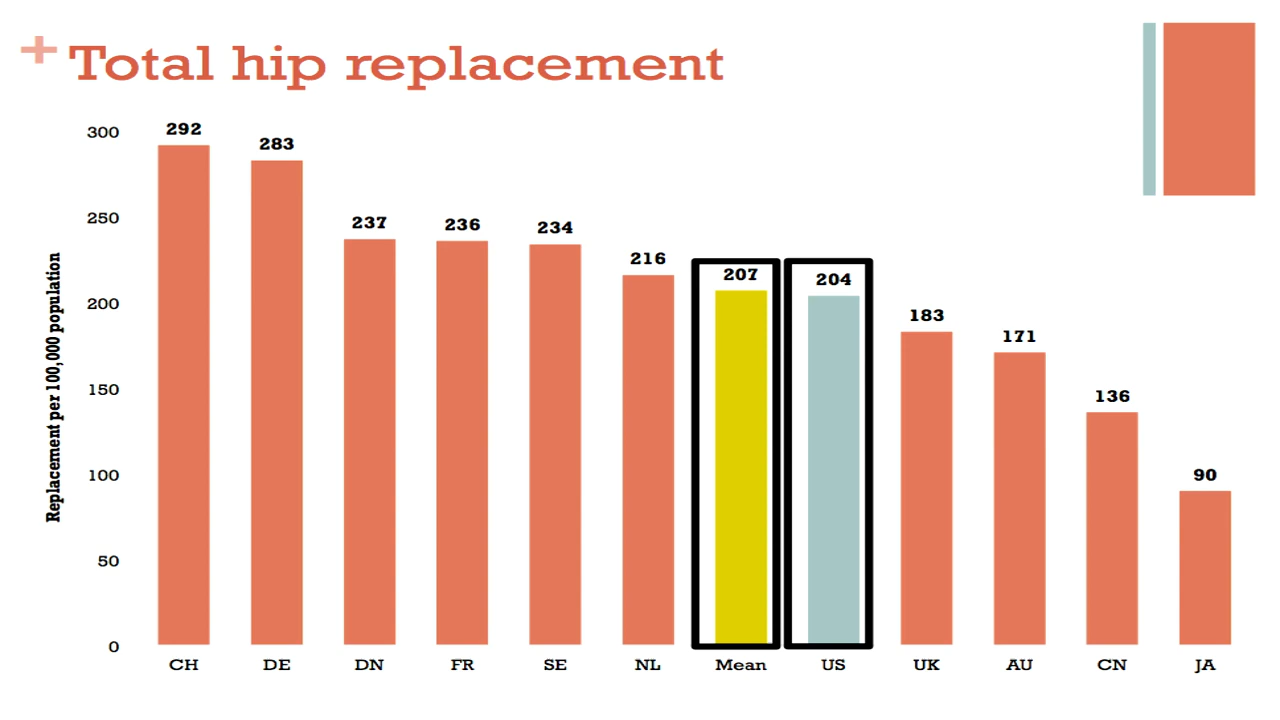 + Total hip replacement
Replacement per 100,000 population
300
250
200
150
100
50
0
292
283
237
236
234
216
207
204
183
171
136
90
CH
DE
DN
FR
SE
NL
Mean
US
UK
AU
CN
JA